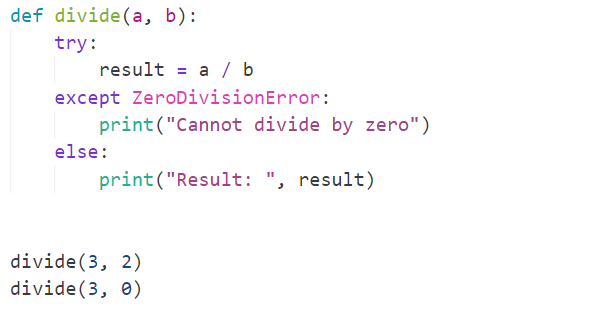 def divide(a, b):
    try:
        result = a / b
    except ZeroDivisionError:
        print("Cannot divide by zero")
    else:
        print("Result: ", result)


divide(3, 2)
divide(3, 0)